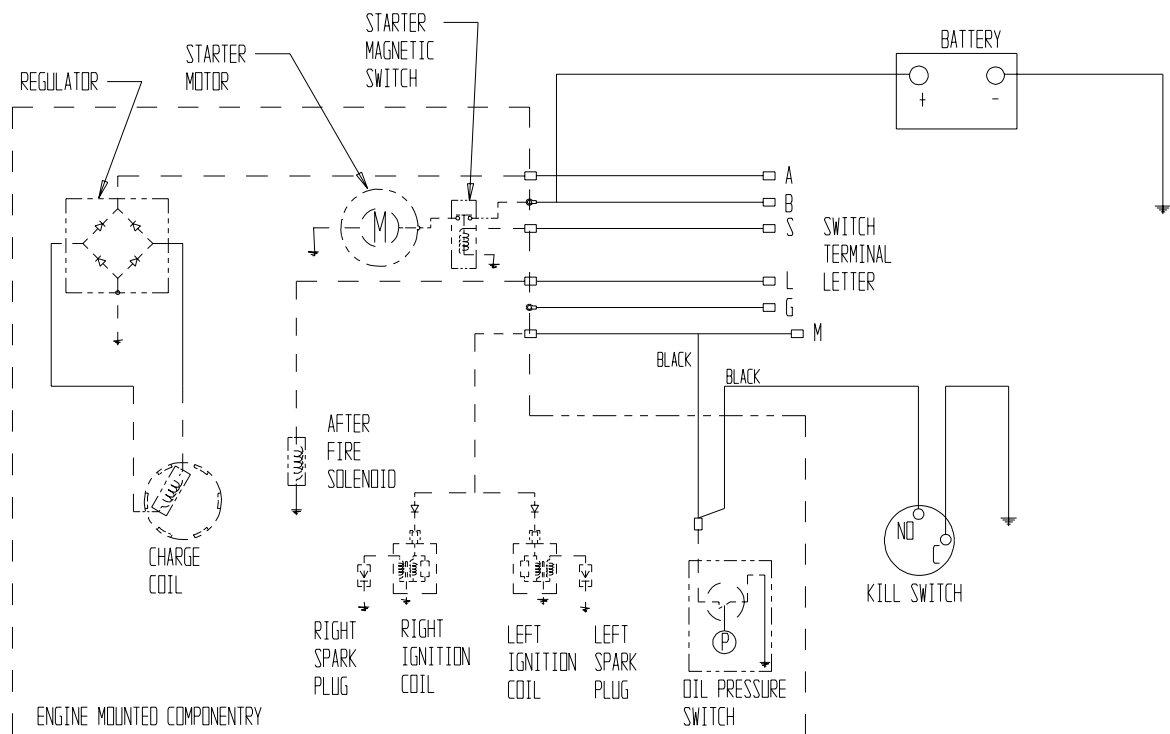 STARTER
MAGNETIC
SWITCH
STARTER
MOTOR
REGULATOR
BATTERY
+
-
A
B
S
SWITCH
TERMINAL
LETTER
L
G
M
M
BLACK
BLACK
AFTER
FIRE
SOLENOID
CHARGE
COIL
NO
C
KILL SWITCH
RIGHT
SPARK
PLUG
RIGHT
IGNITION
COIL
LEFT
IGNITION
COIL
LEFT
SPARK
PLUG
P
OIL PRESSURE
SWITCH
ENGINE MOUNTED COMPONENTRY